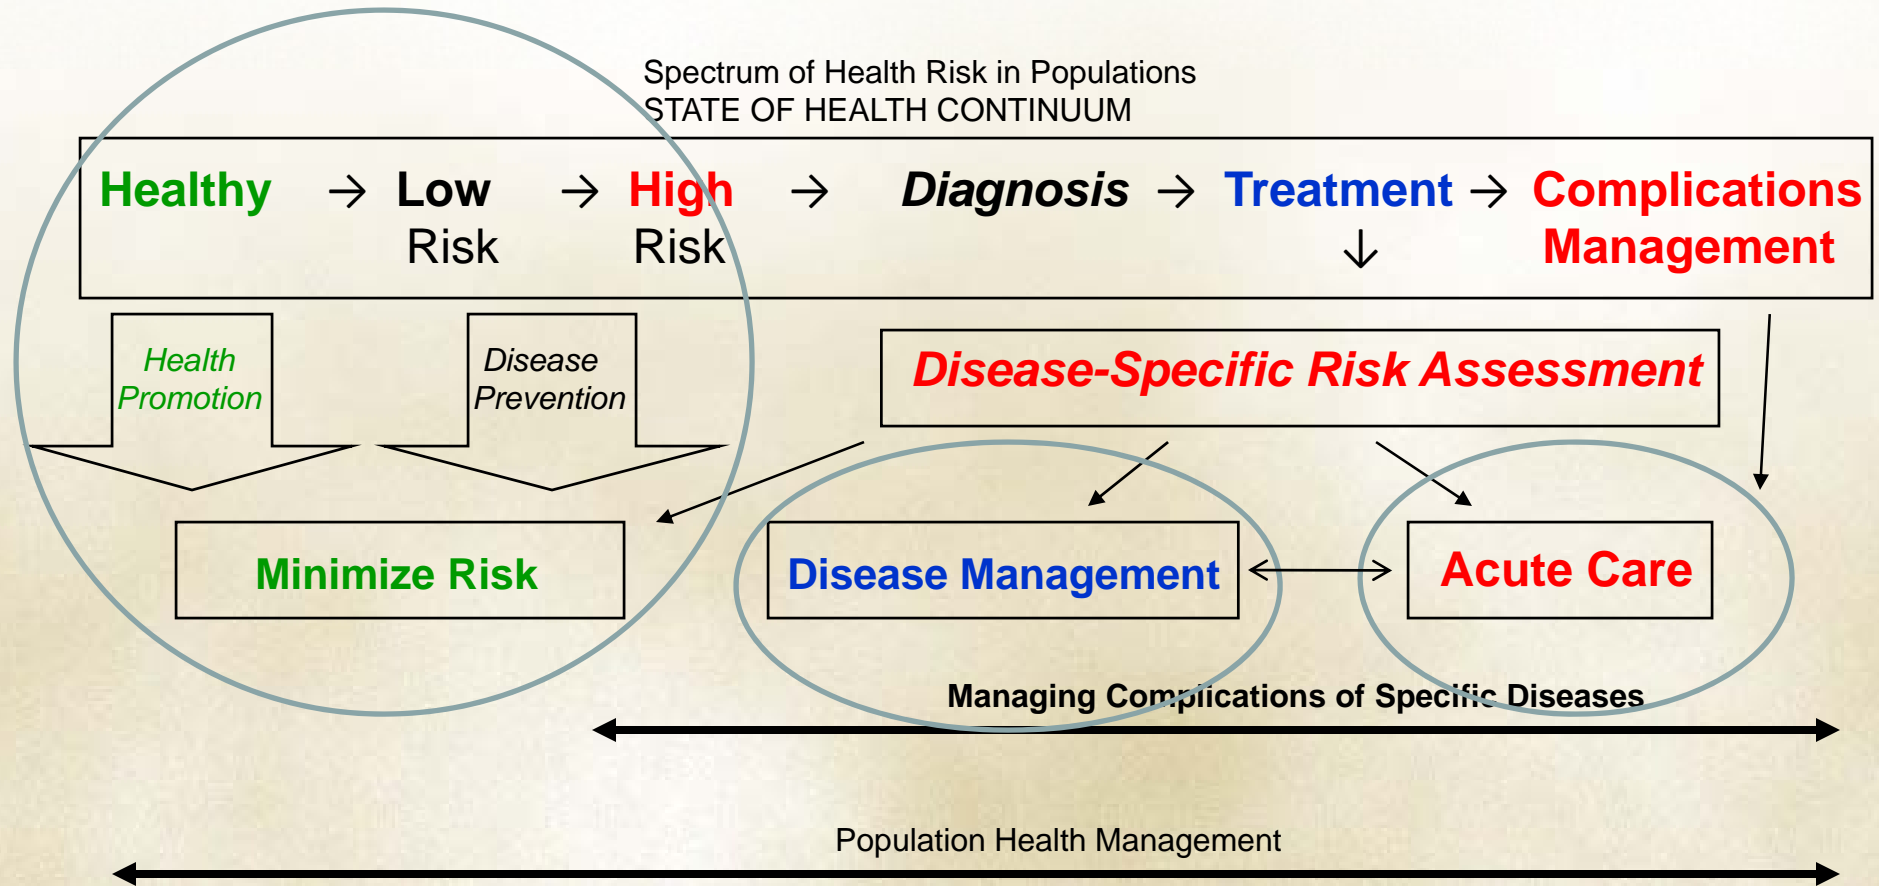 Spectrum of Health Risk in Populations
STATE OF HEALTH CONTINUUM
Healthy → Low → High → Diagnosis → Treatment → Complications
Risk Risk ↓ Management
Health
Promotion
Disease
Prevention
Disease-Specific Risk Assessment
Minimize Risk
Disease Management
Acute Care
Managing Complications of Specific Diseases
Population Health Management